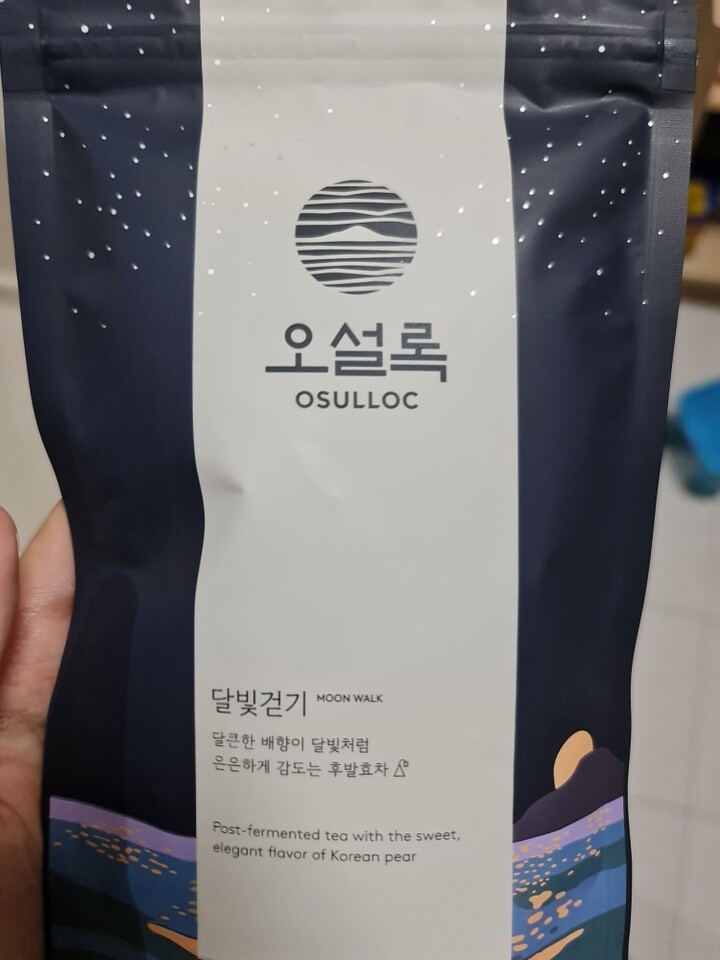 오설록
OSULLOC
달빛걷기 MOON WALK
달큰한 배향이 달빛처럼
은은하게 감도는 후발효차
Post-fermented tea with the sweet,
elegant flavor of Korean pear